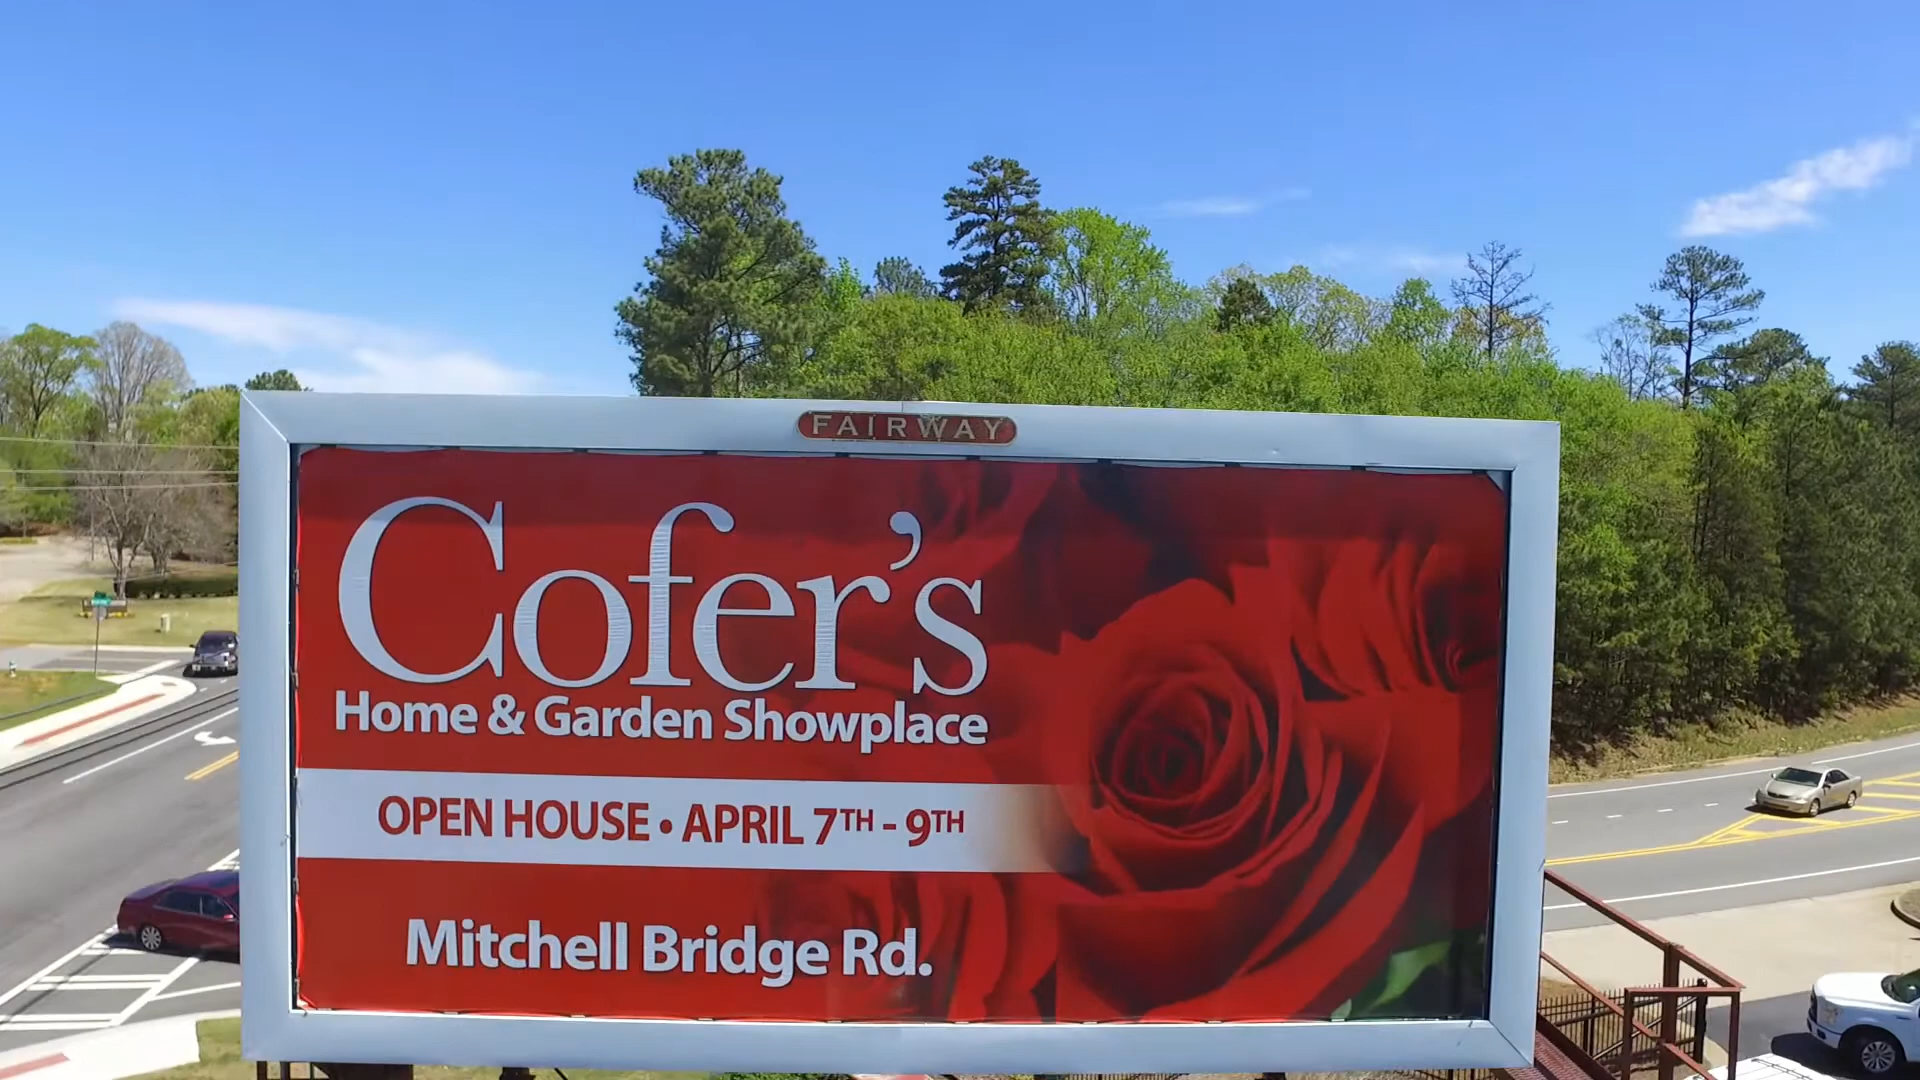 FAIRWAY
Cofer's
Home & Garden Showplace
OPEN HOUSE • APRIL 7TH - 9TH
Mitchell Bridge Rd.